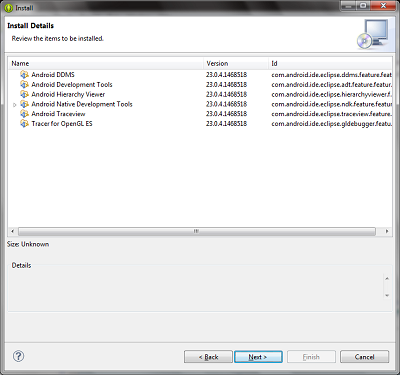 Install
Install Details
Review the items to be installed.
Name Version Id
Android DDMS 23.0.4.1468518 com.android.ide.eclipse.ddms.feature.feat
Android Development Tools 23.0.4.1468518 com.android.ide.eclipse.adt.feature.featur
Android Hierarchy Viewer 23.0.4.1468518 com.android.ide.eclipse.hierarchyviewer.f
Android Native Development Tools 23.0.4.1468518 com.android.ide.eclipse.ndk.feature.featu
Android Traceview 23.0.4.1468518 com.android.ide.eclipse.traceview.feature
Tracer for OpenGL ES 23.0.4.1468518 com.android.ide.eclipse.gldebugger.featu
Size: Unknown
Details
< Back Next > Finish Cancel